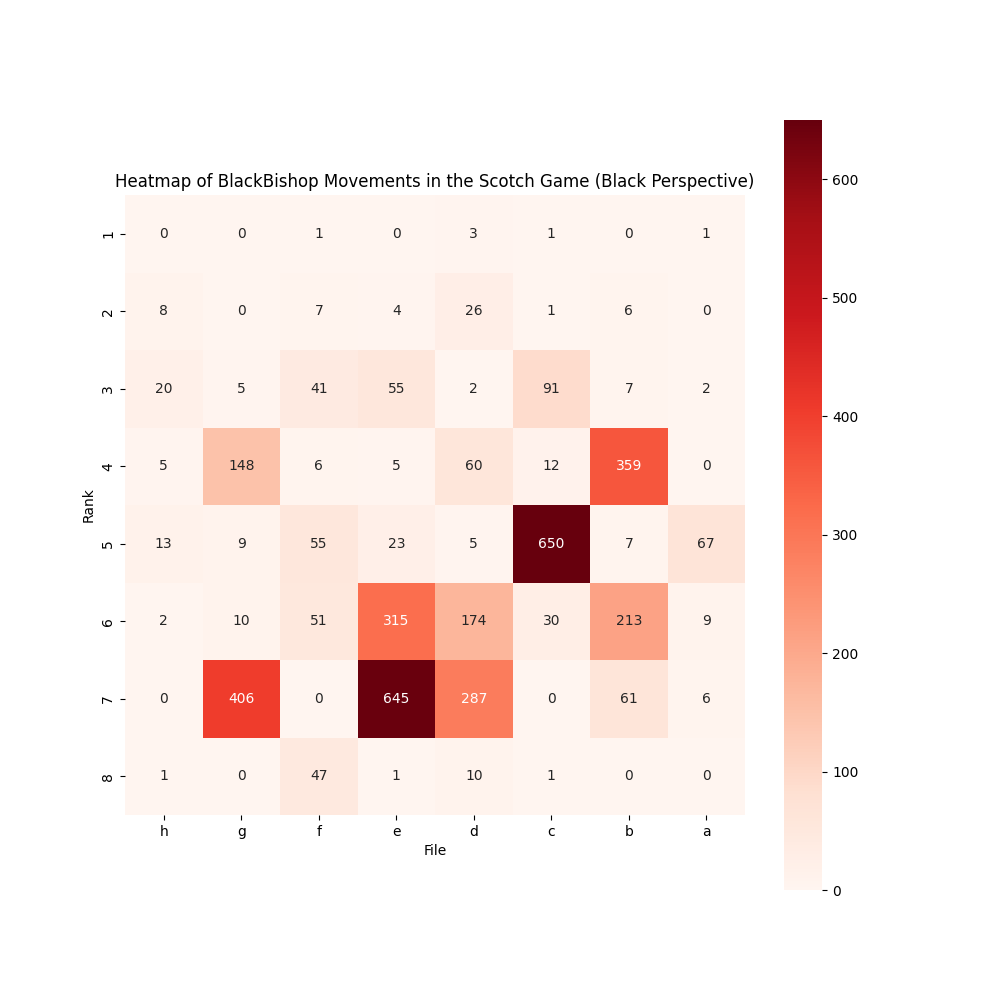 Heatmap of BlackBishop Movements in the Scotch Game (Black Perspective)
600
1 0 0 1 0 3 1 0 1
500
2 8 0 7 4 26 1 6 0
3 20 5 41 55 2 91 7 2
400
4 5 148 6 5 60 12 359 0
Rank
300
5 13 9 55 23 5 650 7 67
6 2 10 51 315 174 30 213 9
200
7 0 406 0 645 287 0 61 6
100
8 1 0 47 1 10 1 0 0
h g f e d c b a
File
0